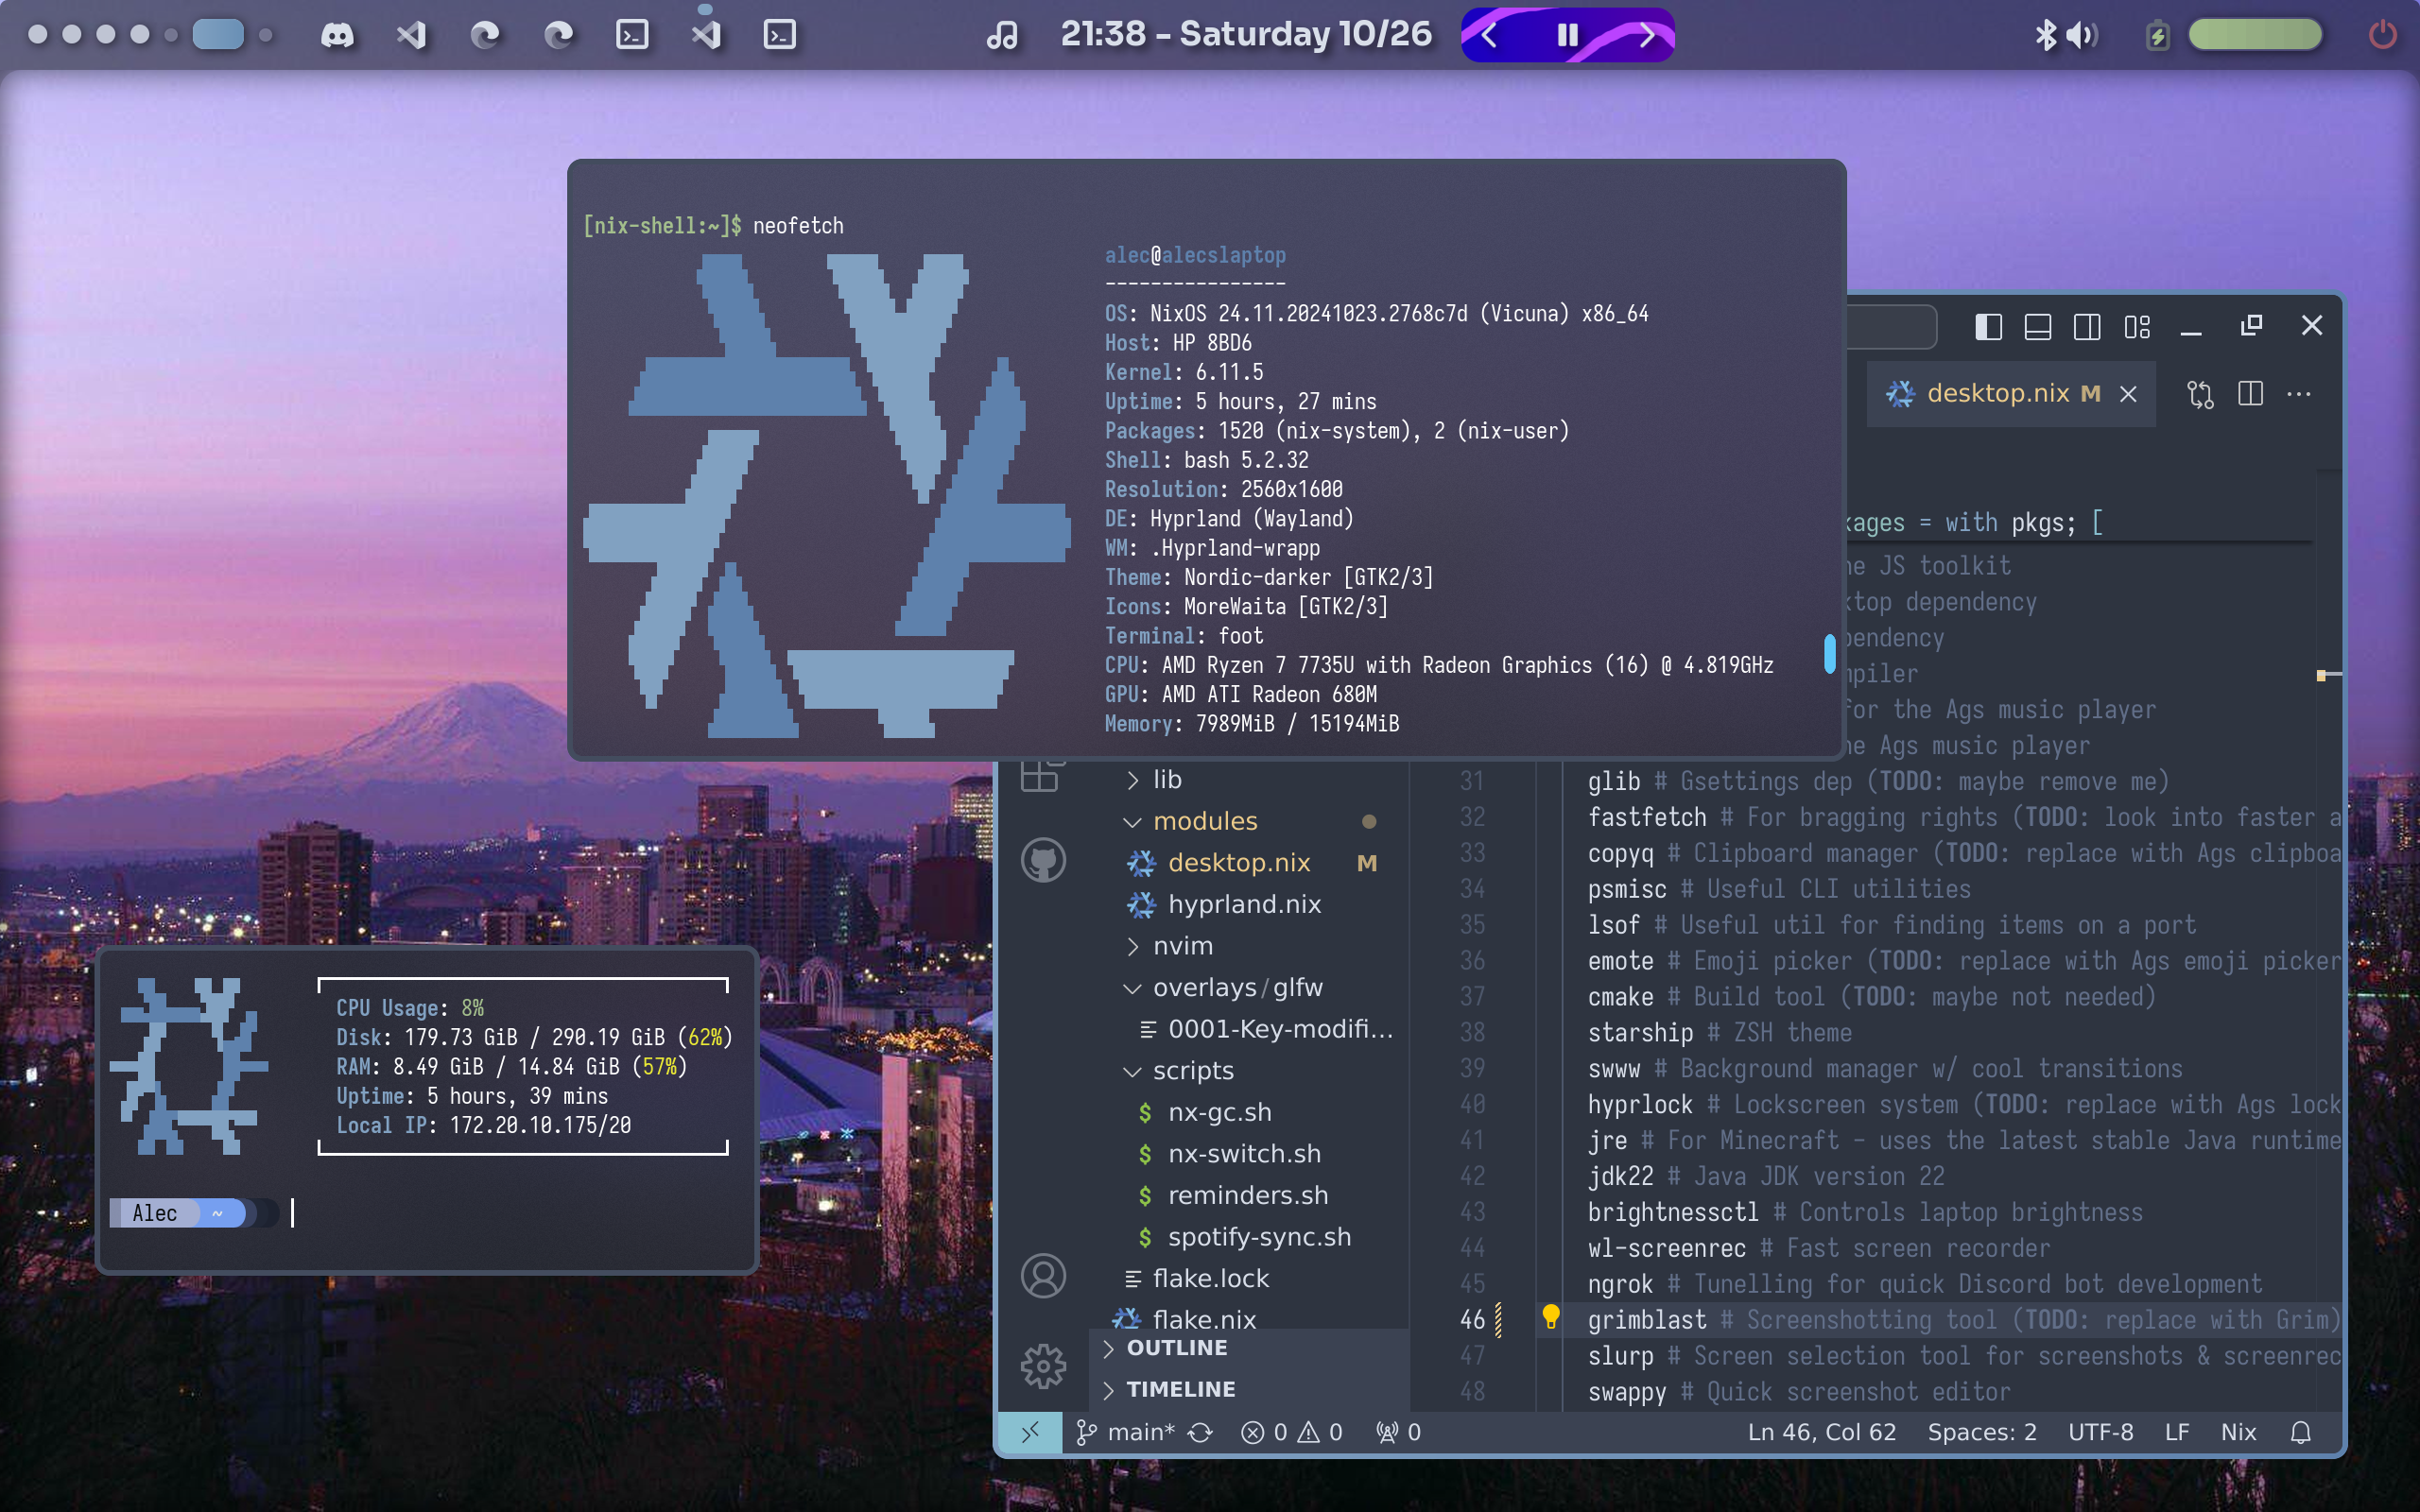 21:38 - Saturday 10/26
[nix-shell:~]$ neofetch
alec@alecslaptop
----------------
OS: NixOS 24.11.20241023.2768c7d (Vicuna) x86_64
Host: HP 8BD6
Kernel: 6.11.5
Uptime: 5 hours, 27 mins
Packages: 1520 (nix-system), 2 (nix-user)
Shell: bash 5.2.32
Resolution: 2560x1600
DE: Hyprland (Wayland)
WM: .Hyprland-wrapp
Theme: Nordic-darker [GTK2/3]
Icons: MoreWaita [GTK2/3]
Terminal: foot
CPU: AMD Ryzen 7 7735U with Radeon Graphics (16) @ 4.819GHz
GPU: AMD ATI Radeon 680M
Memory: 7989MiB / 15194MiB
CPU Usage: 8%
Disk: 179.73 GiB / 290.19 GiB (62%)
RAM: 8.49 GiB / 14.84 GiB (57%)
Uptime: 5 hours, 39 mins
Local IP: 172.20.10.175/20
Alec ~
desktop.nix M
kages = with pkgs; [
JS toolkit
ktop dependency
pendency
mpiler
for the Ags music player
Ags music player
lib
modules
desktop.nix M
hyprland.nix
nvim
overlays/glfw
0001-Key-modifi...
scripts
$ nx-gc.sh
$ nx-switch.sh
$ reminders.sh
$ spotify-sync.sh
flake.lock
flake.nix
OUTLINE
TIMELINE
31 glib # Gsettings dep (TODO: maybe remove me)
32 fastfetch # For bragging rights (TODO: look into faster a
33 copyq # Clipboard manager (TODO: replace with Ags clipboa
34 psmisc # Useful CLI utilities
35 lsof # Useful util for finding items on a port
36 emote # Emoji picker (TODO: replace with Ags emoji picker
37 cmake # Build tool (TODO: maybe not needed)
38 starship # ZSH theme
39 swww # Background manager w/ cool transitions
40 hyprlock # Lockscreen system (TODO: replace with Ags lock
41 jre # For Minecraft - uses the latest stable Java runtime
42 jdk22 # Java JDK version 22
43 brightnessctl # Controls laptop brightness
44 wl-screenrec # Fast screen recorder
45 ngrok # Tunelling for quick Discord bot development
46 grimblast # Screenshotting tool (TODO: replace with Grim)
47 slurp # Screen selection tool for screenshots & screenrec
48 swappy # Quick screenshot editor
main* 0 0 0 Ln 46, Col 62 Spaces: 2 UTF-8 LF Nix